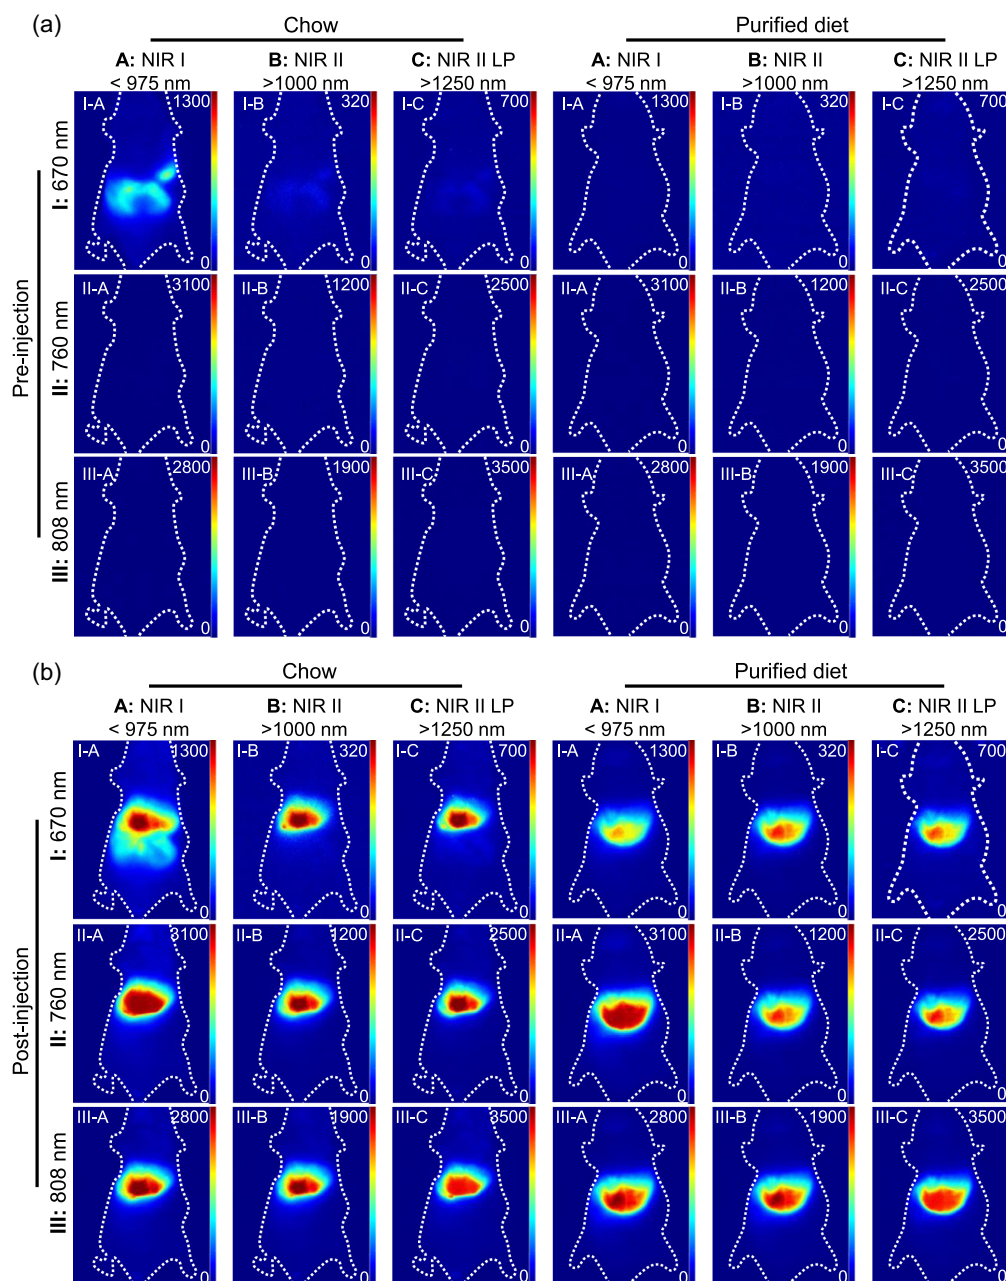 (a)
Chow
Purified diet
A: NIR I
< 975 nm
B: NIR II
>1000 nm
C: NIR II LP
>1250 nm
A: NIR I
< 975 nm
B: NIR II
>1000 nm
C: NIR II LP
>1250 nm
Pre-injection
I: 670 nm
I-A 1300 0
I-B 320 0
I-C 700 0
I-A 1300 0
I-B 320 0
I-C 700 0
II: 760 nm
II-A 3100 0
II-B 1200 0
II-C 2500 0
II-A 3100 0
II-B 1200 0
II-C 2500 0
III: 808 nm
III-A 2800 0
III-B 1900 0
III-C 3500 0
III-A 2800 0
III-B 1900 0
III-C 3500 0
(b)
Chow
Purified diet
A: NIR I
< 975 nm
B: NIR II
>1000 nm
C: NIR II LP
>1250 nm
A: NIR I
< 975 nm
B: NIR II
>1000 nm
C: NIR II LP
>1250 nm
Post-injection
I: 670 nm
I-A 1300 0
I-B 320 0
I-C 700 0
I-A 1300 0
I-B 320 0
I-C 700 0
II: 760 nm
II-A 3100 0
II-B 1200 0
II-C 2500 0
II-A 3100 0
II-B 1200 0
II-C 2500 0
III: 808 nm
III-A 2800 0
III-B 1900 0
III-C 3500 0
III-A 2800 0
III-B 1900 0
III-C 3500 0